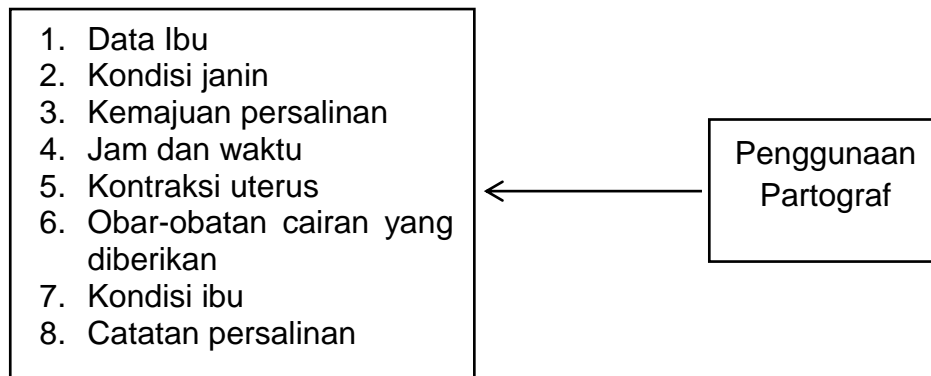 1. Data Ibu
2. Kondisi janin
3. Kemajuan persalinan
4. Jam dan waktu
5. Kontraksi uterus
6. Obar-obatan cairan yang
diberikan
7. Kondisi ibu
8. Catatan persalinan
Penggunaan
Partograf